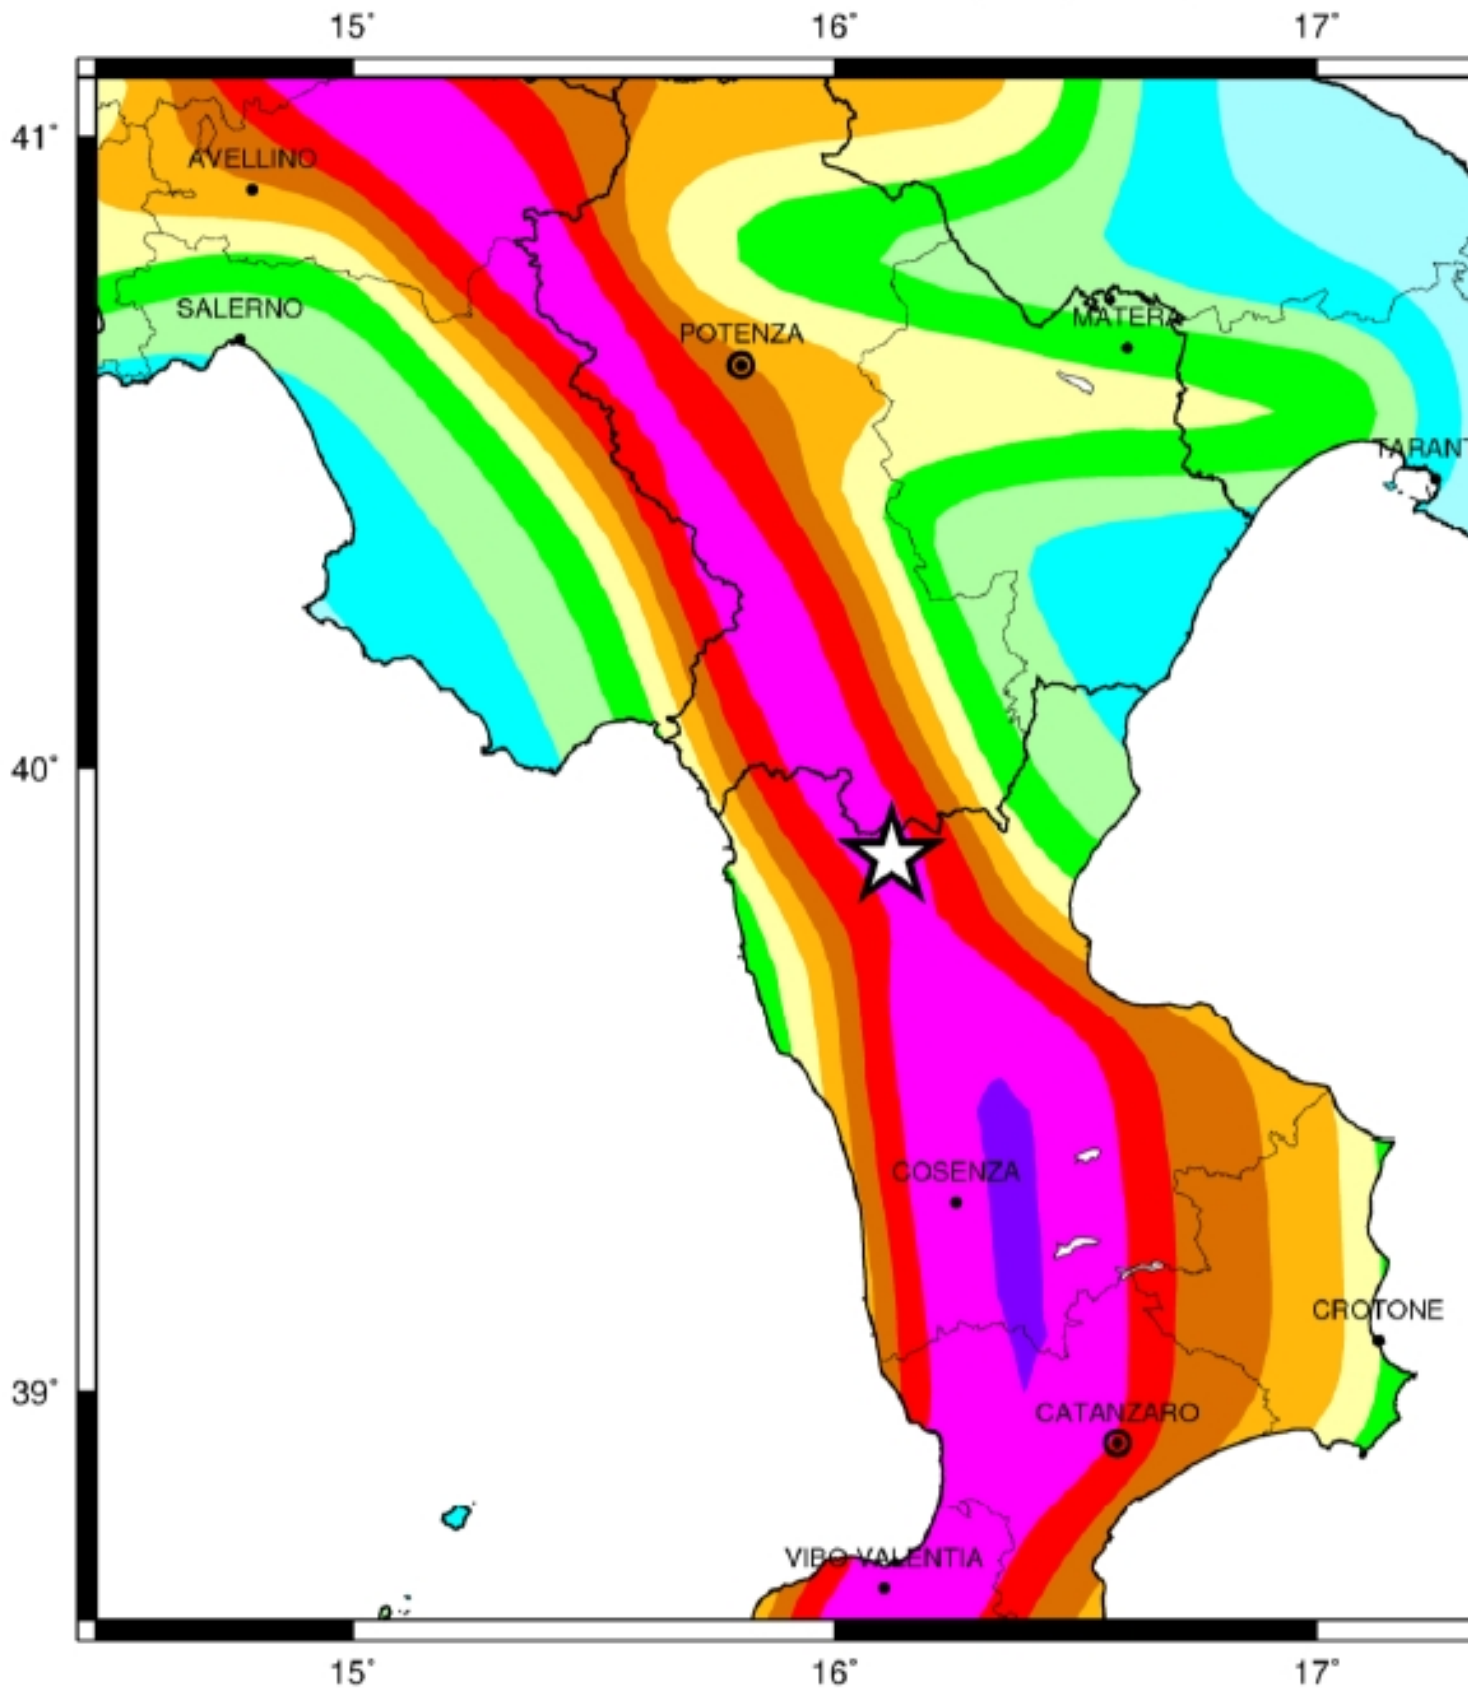 15° 16° 17°
41°
AVELLINO
SALERNO
MATERA
POTENZA
TARANT
40°
COSENZA
CROTONE
39°
CATANZARO
VIBO VALENTIA
15° 16° 17°